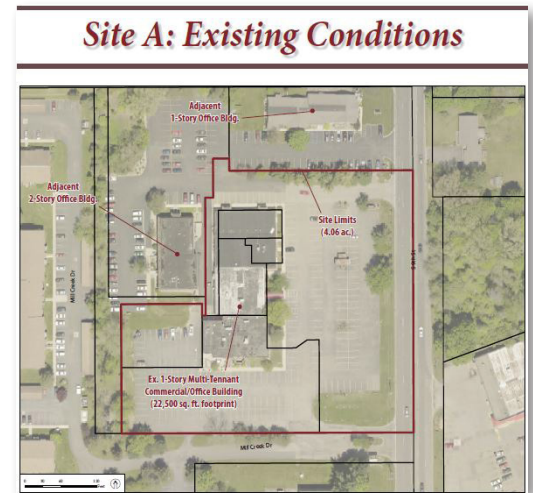 Site A: Existing Conditions
Adjacent
1-Story Office Bldg.
Adjacent
2-Story Office Bldg.
Site Limits
(4.06 ac.)
Mill Creek Dr
Ex. 1-Story Multi-Tennant
Commercial/Office Building
(22,500 sq. ft. footprint)
Mill Creek Dr
Feet